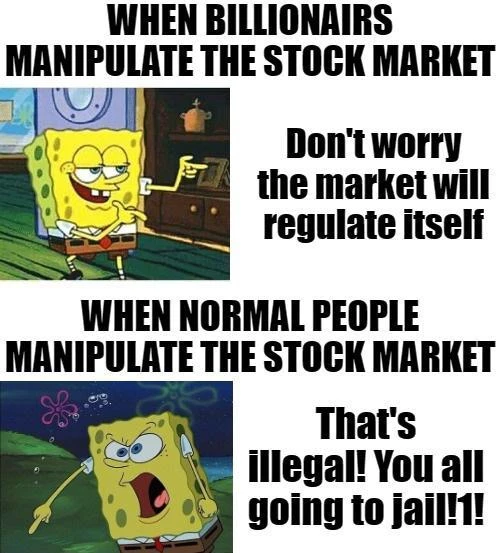 WHEN BILLIONAIRS
MANIPULATE THE STOCK MARKET
Don't worry
the market will
regulate itself
WHEN NORMAL PEOPLE
MANIPULATE THE STOCK MARKET
That's
illegal! You all
going to jail!1!